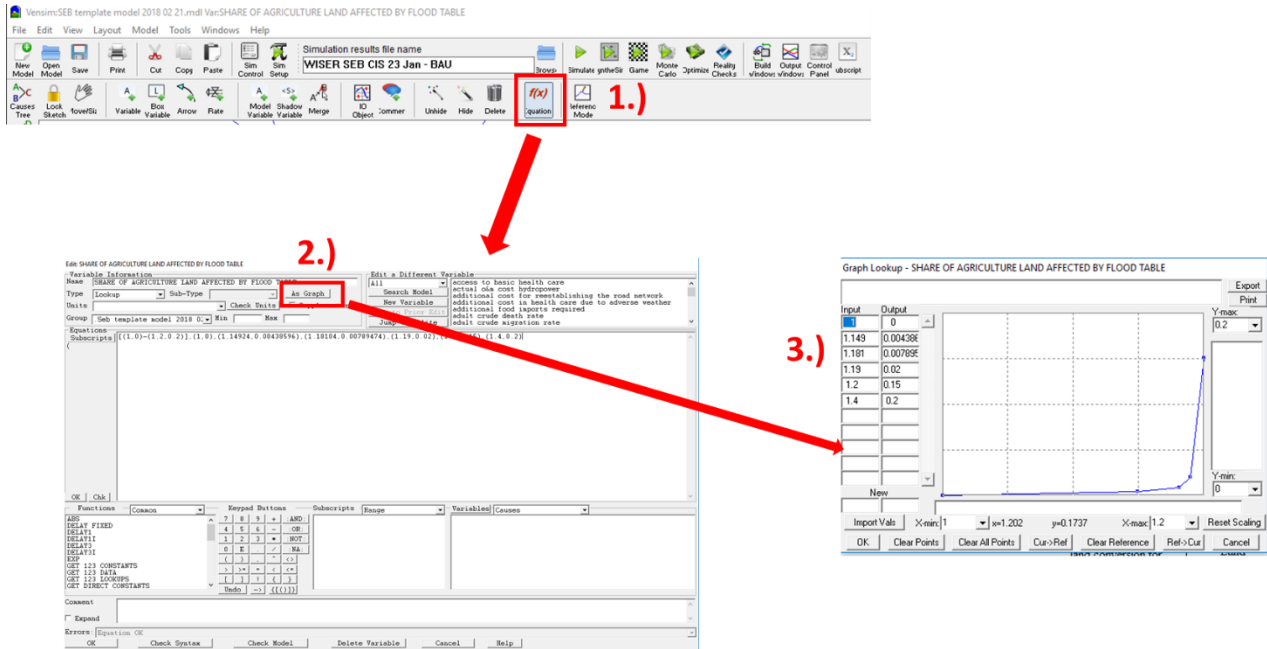 Vensim:SEB template model 2018 02 21.mdl Var:SHARE OF AGRICULTURE LAND AFFECTED BY FLOOD TABLE
File Edit View Layout Model Tools Windows Help
Simulation results file name
WISER SEB CIS 23 Jan - BAU
New Model Open Model Save Print Cut Copy Paste Sim Control Sim Setup Browse Simulate Game Monte Carlo Optimize Reality Checks Build Windows Output Windows Control Panel
Causes Tree Lock Sketch Variable Box Variable Arrow Rate Model Variable Shadow Variable Merge IO Object Unhide Hide Delete f(x) Equation Mode
1.)
2.)
3.)
Edit: SHARE OF AGRICULTURE LAND AFFECTED BY FLOOD TABLE
Variable Information
Name SHARE OF AGRICULTURE LAND AFFECTED BY FLOOD TABLE
Type Lookup Sub-Type As Graph
Units Check Units
Group Seb template model 2018 0 Min Max
Edit a Different Variable
All
Search Model
New Variable
access to basic health care
actual o&m cost hydropower
additional cost for reestablishing the road network
additional cost in health care due to adverse weather
additional food imports required
adult crude death rate
adult crude migration rate
Equations
Subscripts [(1,0)-(1.2,0.2)],(1,0),(1.14924,0.00438596),(1.18104,0.00789474),(1.19,0.02),
(1.4,0.2)
(
OK Chk
Functions Common Keypad Buttons Subscripts Range Variables Causes
ABS
DELAY FIXED
DELAY1
DELAY1I
DELAY3
DELAY3I
EXP
GET 123 CONSTANTS
GET 123 DATA
GET 123 LOOKUPS
GET DIRECT CONSTANTS
7 8 9 + :AND:
4 5 6 - :OR:
1 2 3 * :NOT:
0 E . / :NA:
( ) , ^ <>
> >= = < <=
[ ] ! { }
Undo -> {[()]}
Comment
Expand
Errors: Equation OK
OK Check Syntax Check Model Delete Variable Cancel Help
Graph Lookup - SHARE OF AGRICULTURE LAND AFFECTED BY FLOOD TABLE
Export
Print
Input Output Y-max:
1 0 0.2
1.149 0.004386
1.181 0.007895
1.19 0.02
1.2 0.15
1.4 0.2
Y-min:
New 0
Import Vals X-min: 1 x=1.202 y=0.1737 X-max: 1.2 Reset Scaling
OK Clear Points Clear All Points Cur->Ref Clear Reference Ref->Cur Cancel